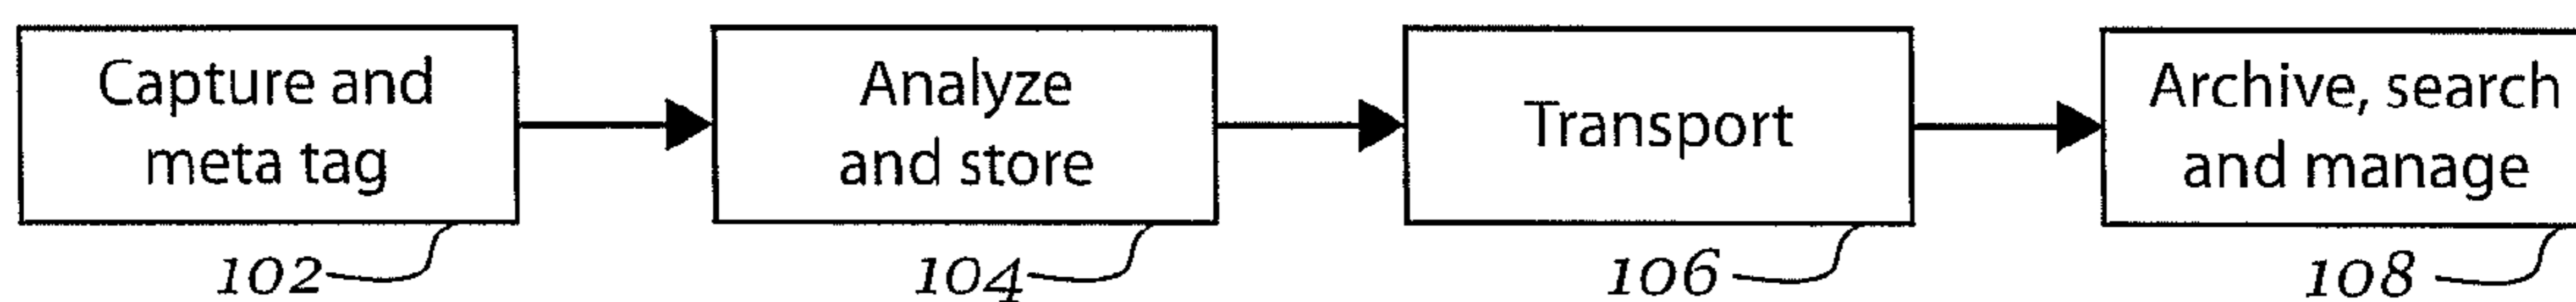 Capture and
meta tag
Analyze
and store
Transport
Archive, search
and manage
102
104
106
108